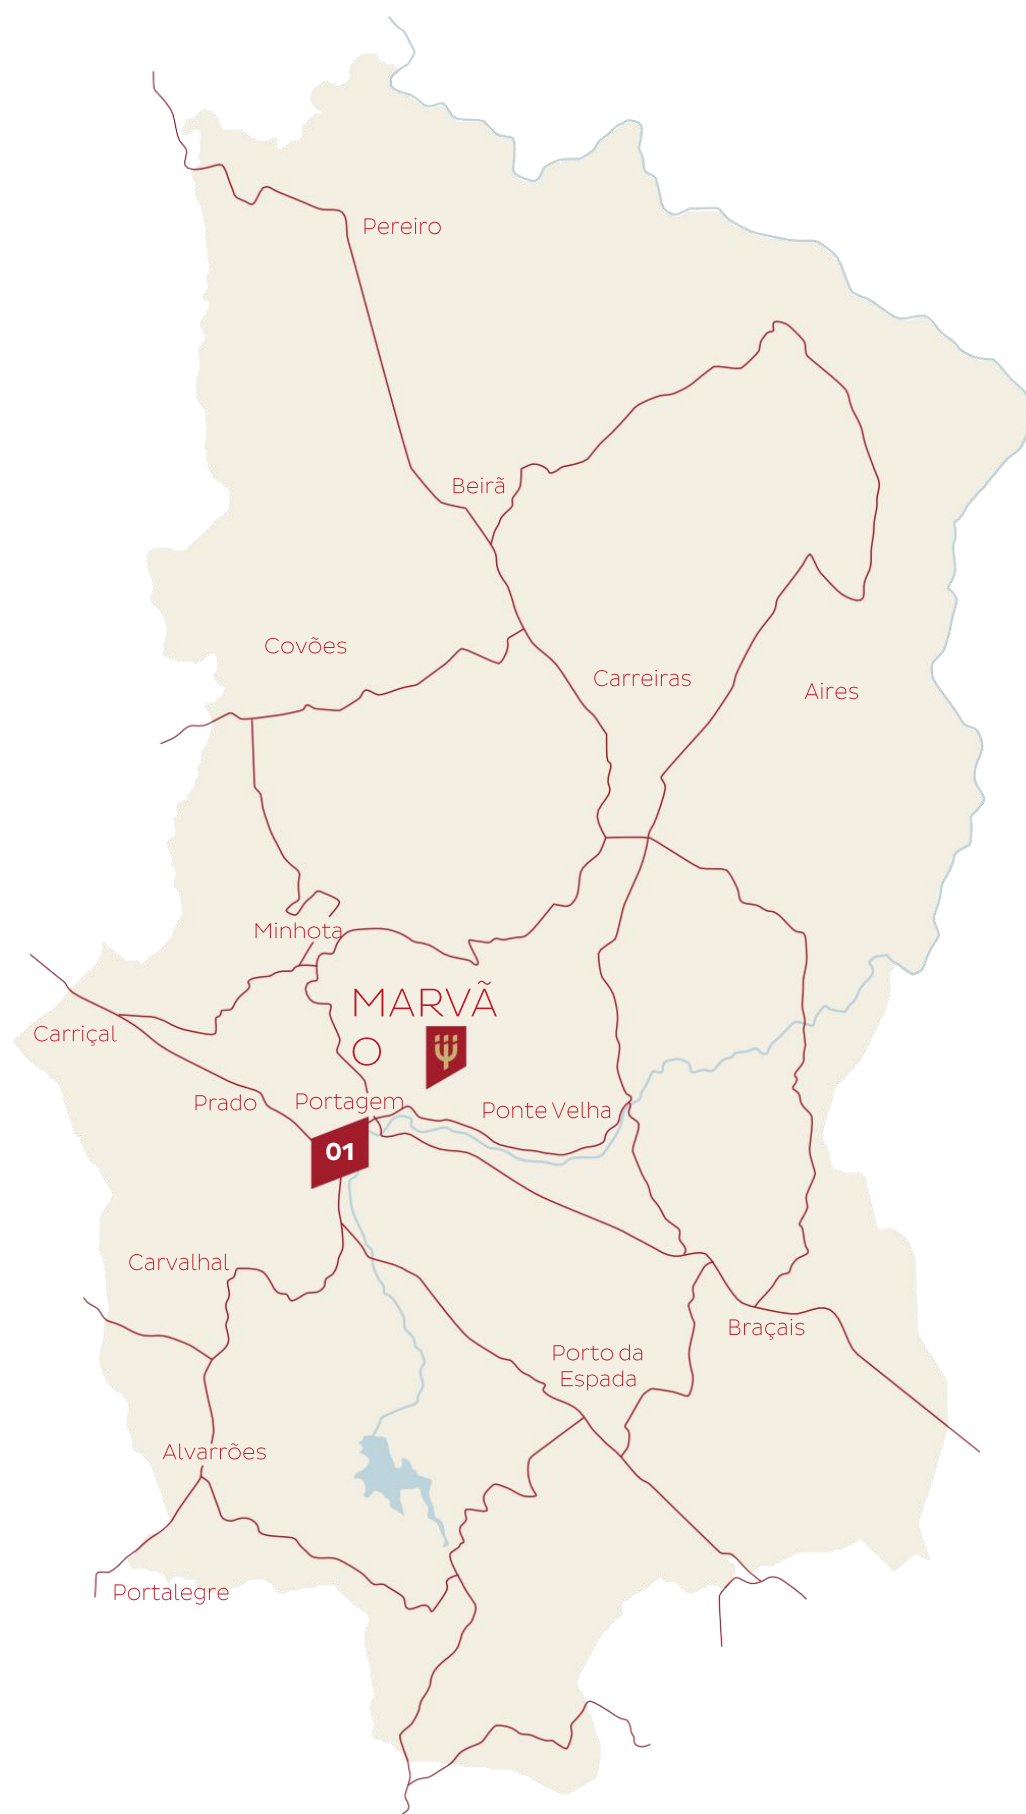 Pereiro
Beirã
Covões
Carreiras
Aires
Minhota
MARVÃ
Carriçal
Prado
Portagem
Ponte Velha
01
Carvalhal
Braçais
Porto da
Espada
Alvarrões
Portalegre